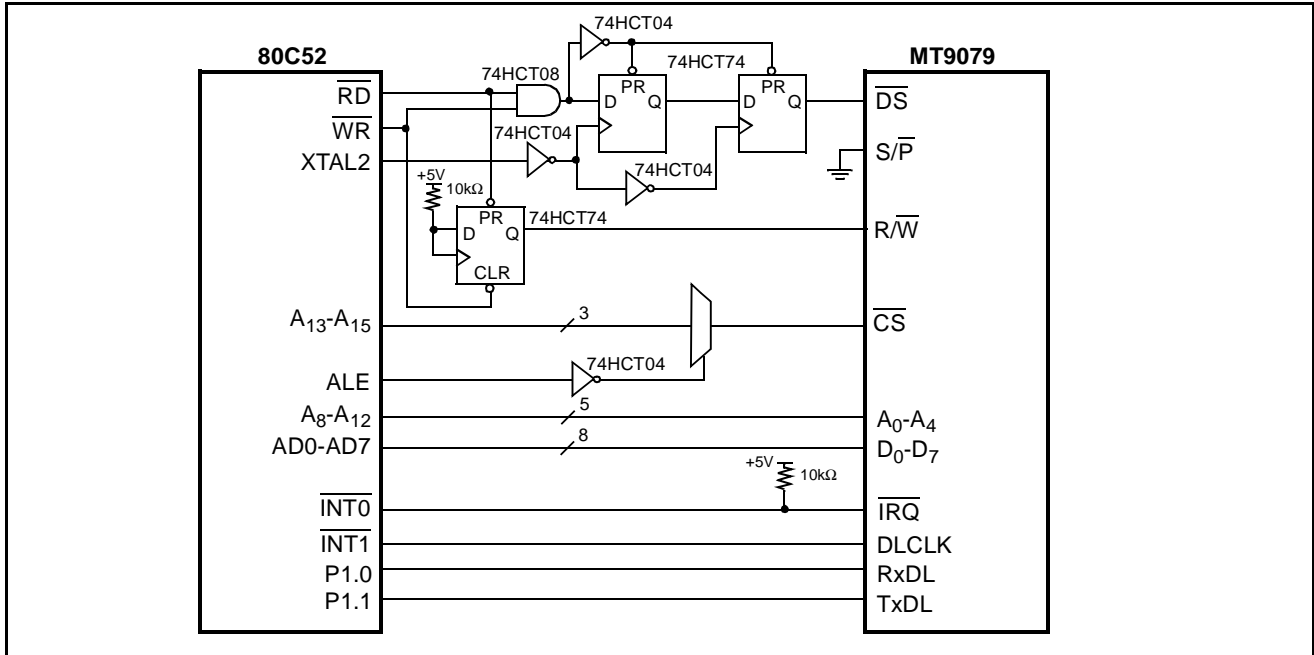 74HCT04
80C52
MT9079
74HCT74
74HCT08
PR
PR
RD
D
Q
D
Q
DS
WR
74HCT04
XTAL2
S/P
74HCT04
+5V
10kΩ
PR
74HCT74
D
Q
R/W
CLR
A13-A15
3
CS
74HCT04
ALE
A8-A12
5
A0-A4
AD0-AD7
8
D0-D7
+5V
10kΩ
INT0
IRQ
INT1
DLCLK
P1.0
RxDL
P1.1
TxDL